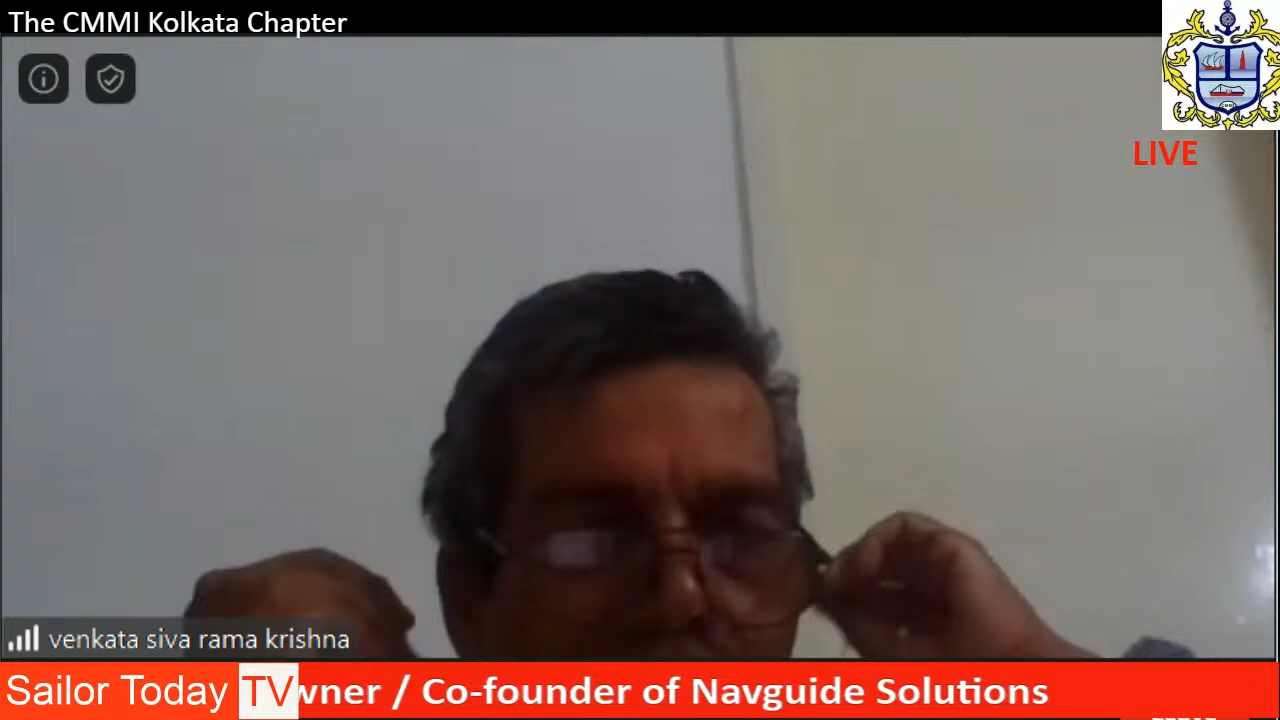 The CMMI Kolkata Chapter
LIVE
venkata siva rama krishna
Sailor Today TV
wner / Co-founder of Navguide Solutions